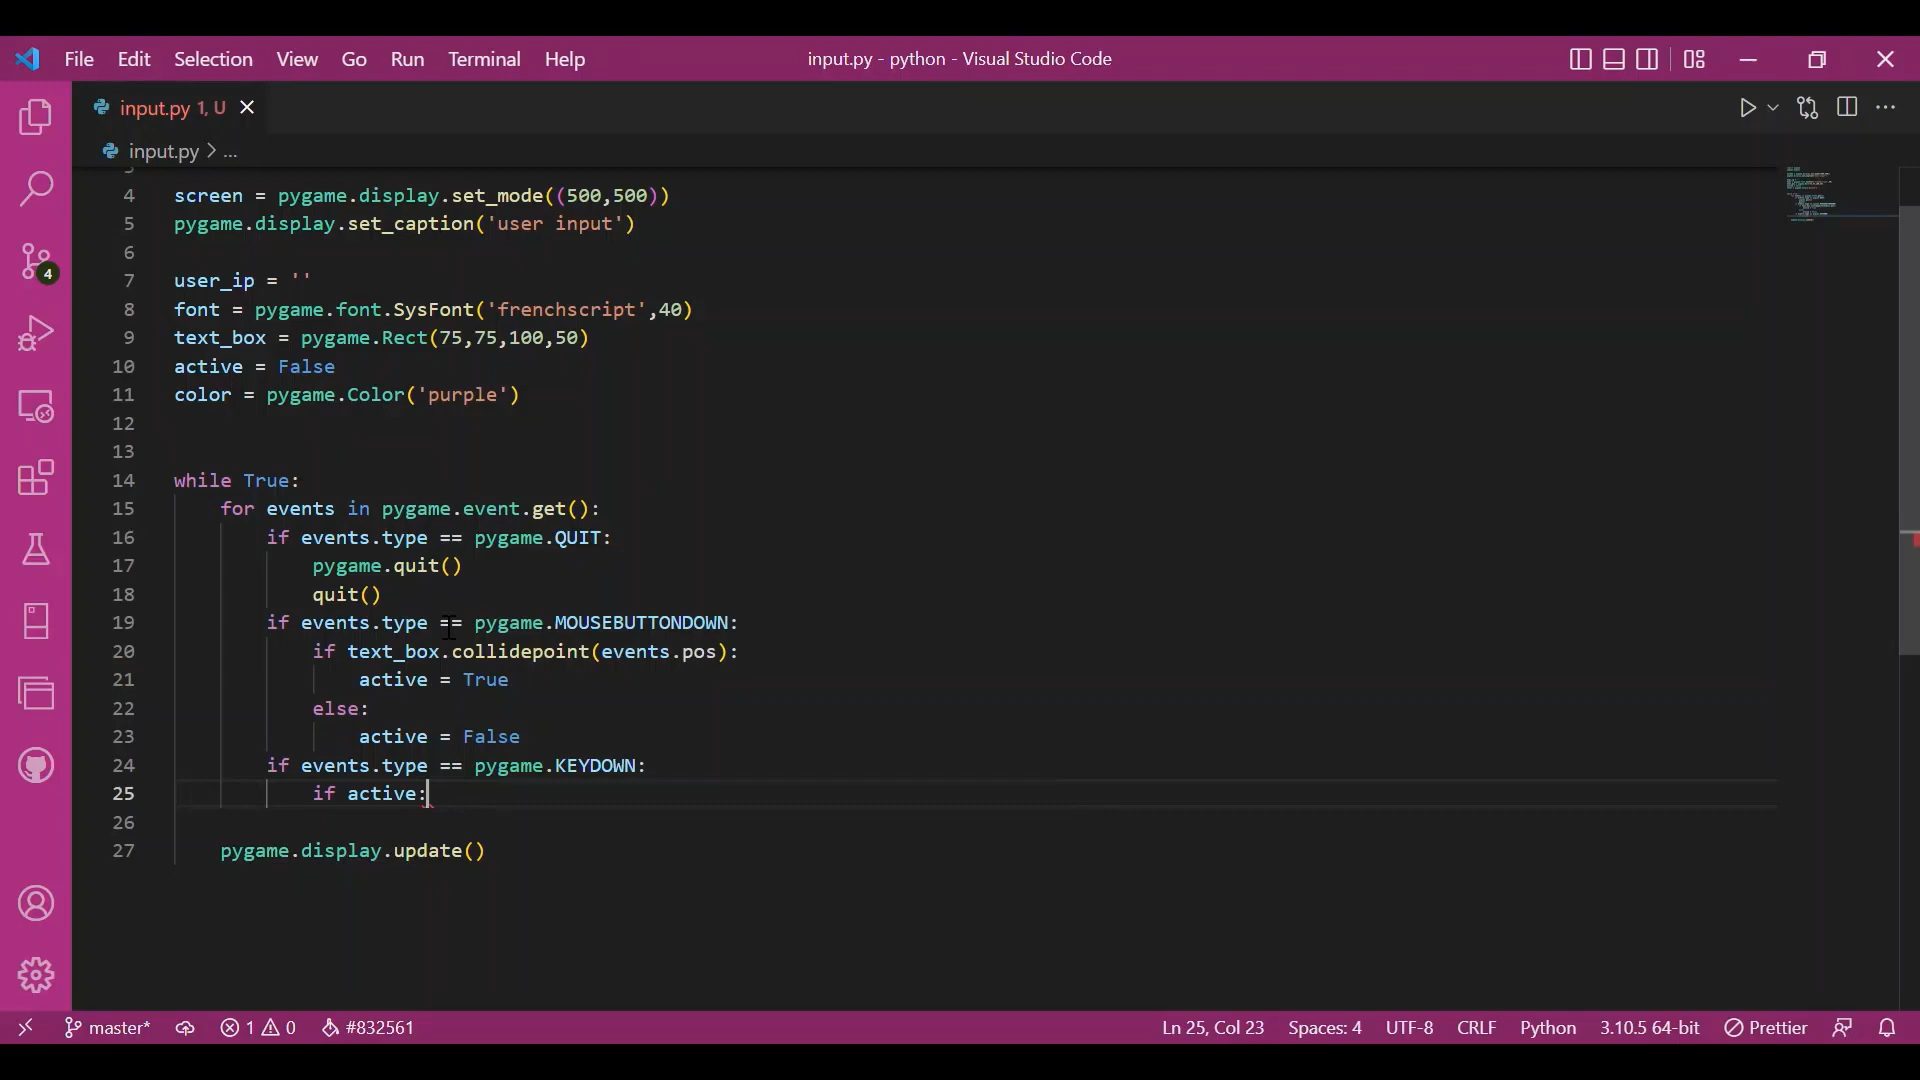 File Edit Selection View Go Run Terminal Help input.py - python - Visual Studio Code
input.py 1, U
input.py > ...
4 screen = pygame.display.set_mode((500,500))
5 pygame.display.set_caption('user input')
6
7 user_ip = ''
8 font = pygame.font.SysFont('frenchscript',40)
9 text_box = pygame.Rect(75,75,100,50)
10 active = False
11 color = pygame.Color('purple')
12
13
14 while True:
15 for events in pygame.event.get():
16 if events.type == pygame.QUIT:
17 pygame.quit()
18 quit()
19 if events.type == pygame.MOUSEBUTTONDOWN:
20 if text_box.collidepoint(events.pos):
21 active = True
22 else:
23 active = False
24 if events.type == pygame.KEYDOWN:
25 if active:
26
27 pygame.display.update()
4
master* 1 0 #832561 Ln 25, Col 23 Spaces: 4 UTF-8 CRLF Python 3.10.5 64-bit Prettier